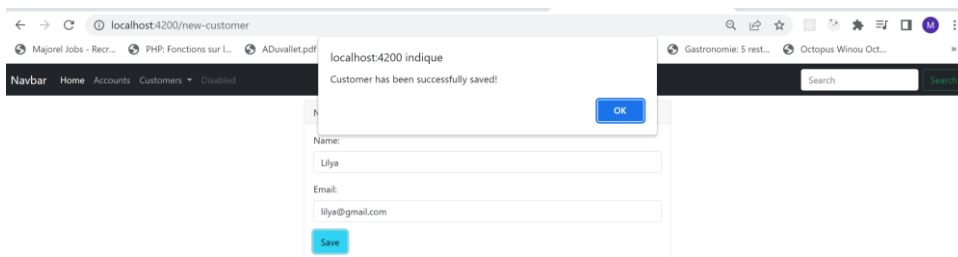 localhost:4200/new-customer
M
Majorel Jobs - Recr... PHP: Fonctions sur l... ADuvallet.pdf Gastronomie: 5 rest... Octopus Winou Oct... »
localhost:4200 indique
Customer has been successfully saved!
OK
Navbar Home Accounts Customers Disabled Search Search
N
Name:
Lilya
Email:
lilya@gmail.com
Save